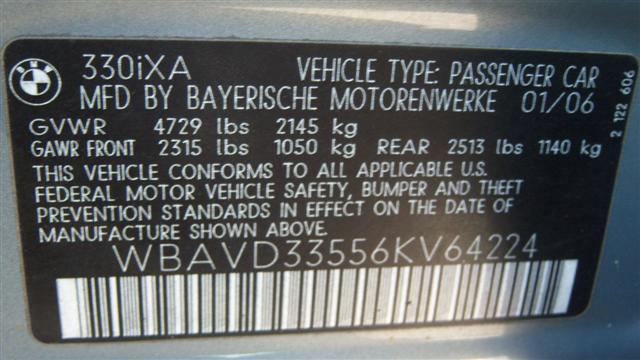 BMW
330iXA VEHICLE TYPE: PASSENGER CAR
MFD BY BAYERISCHE MOTORENWERKE 01/06
GVWR 4729 lbs 2145 kg
GAWR FRONT 2315 lbs 1050 kg REAR 2513 lbs 1140 kg
THIS VEHICLE CONFORMS TO ALL APPLICABLE U.S.
FEDERAL MOTOR VEHICLE SAFETY, BUMPER AND THEFT
PREVENTION STANDARDS IN EFFECT ON THE DATE OF
MANUFACTURE SHOWN ABOVE.
WBAVD33556KV64224
2 122 606